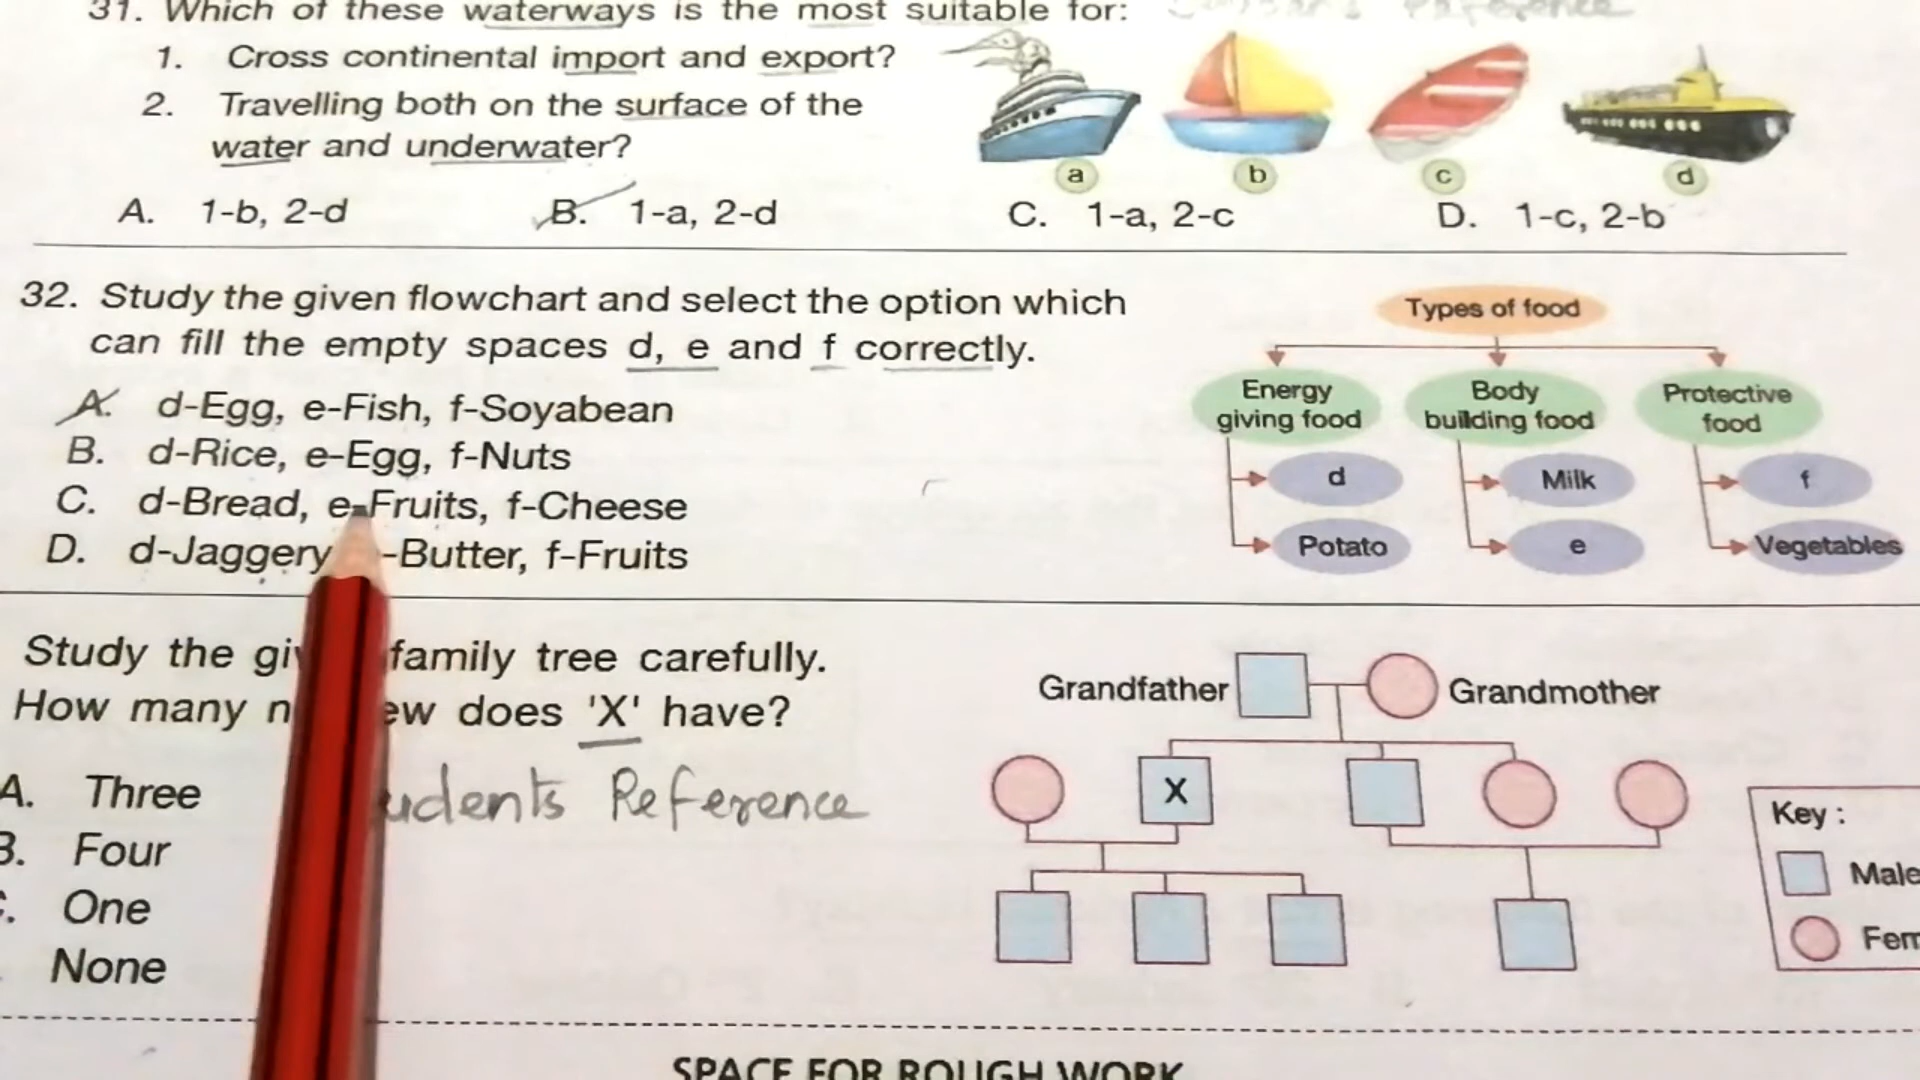 31. Which of these waterways is the most suitable for:
1. Cross continental import and export?
2. Travelling both on the surface of the
water and underwater?
a b c d
A. 1-b, 2-d B. 1-a, 2-d C. 1-a, 2-c D. 1-c, 2-b
32. Study the given flowchart and select the option which
can fill the empty spaces d, e and f correctly.
A. d-Egg, e-Fish, f-Soyabean
B. d-Rice, e-Egg, f-Nuts
C. d-Bread, e-Fruits, f-Cheese
D. d-Jaggery -Butter, f-Fruits
Types of food
Energy
giving food
Body
building food
Protective
food
d Milk f
Potato e Vegetables
Study the family tree carefully.
How many does 'X' have?
A. Three
B. Four
One
None
Reference
Grandfather Grandmother
X
Key :
Male
SPACE FOR ROUGH WORK